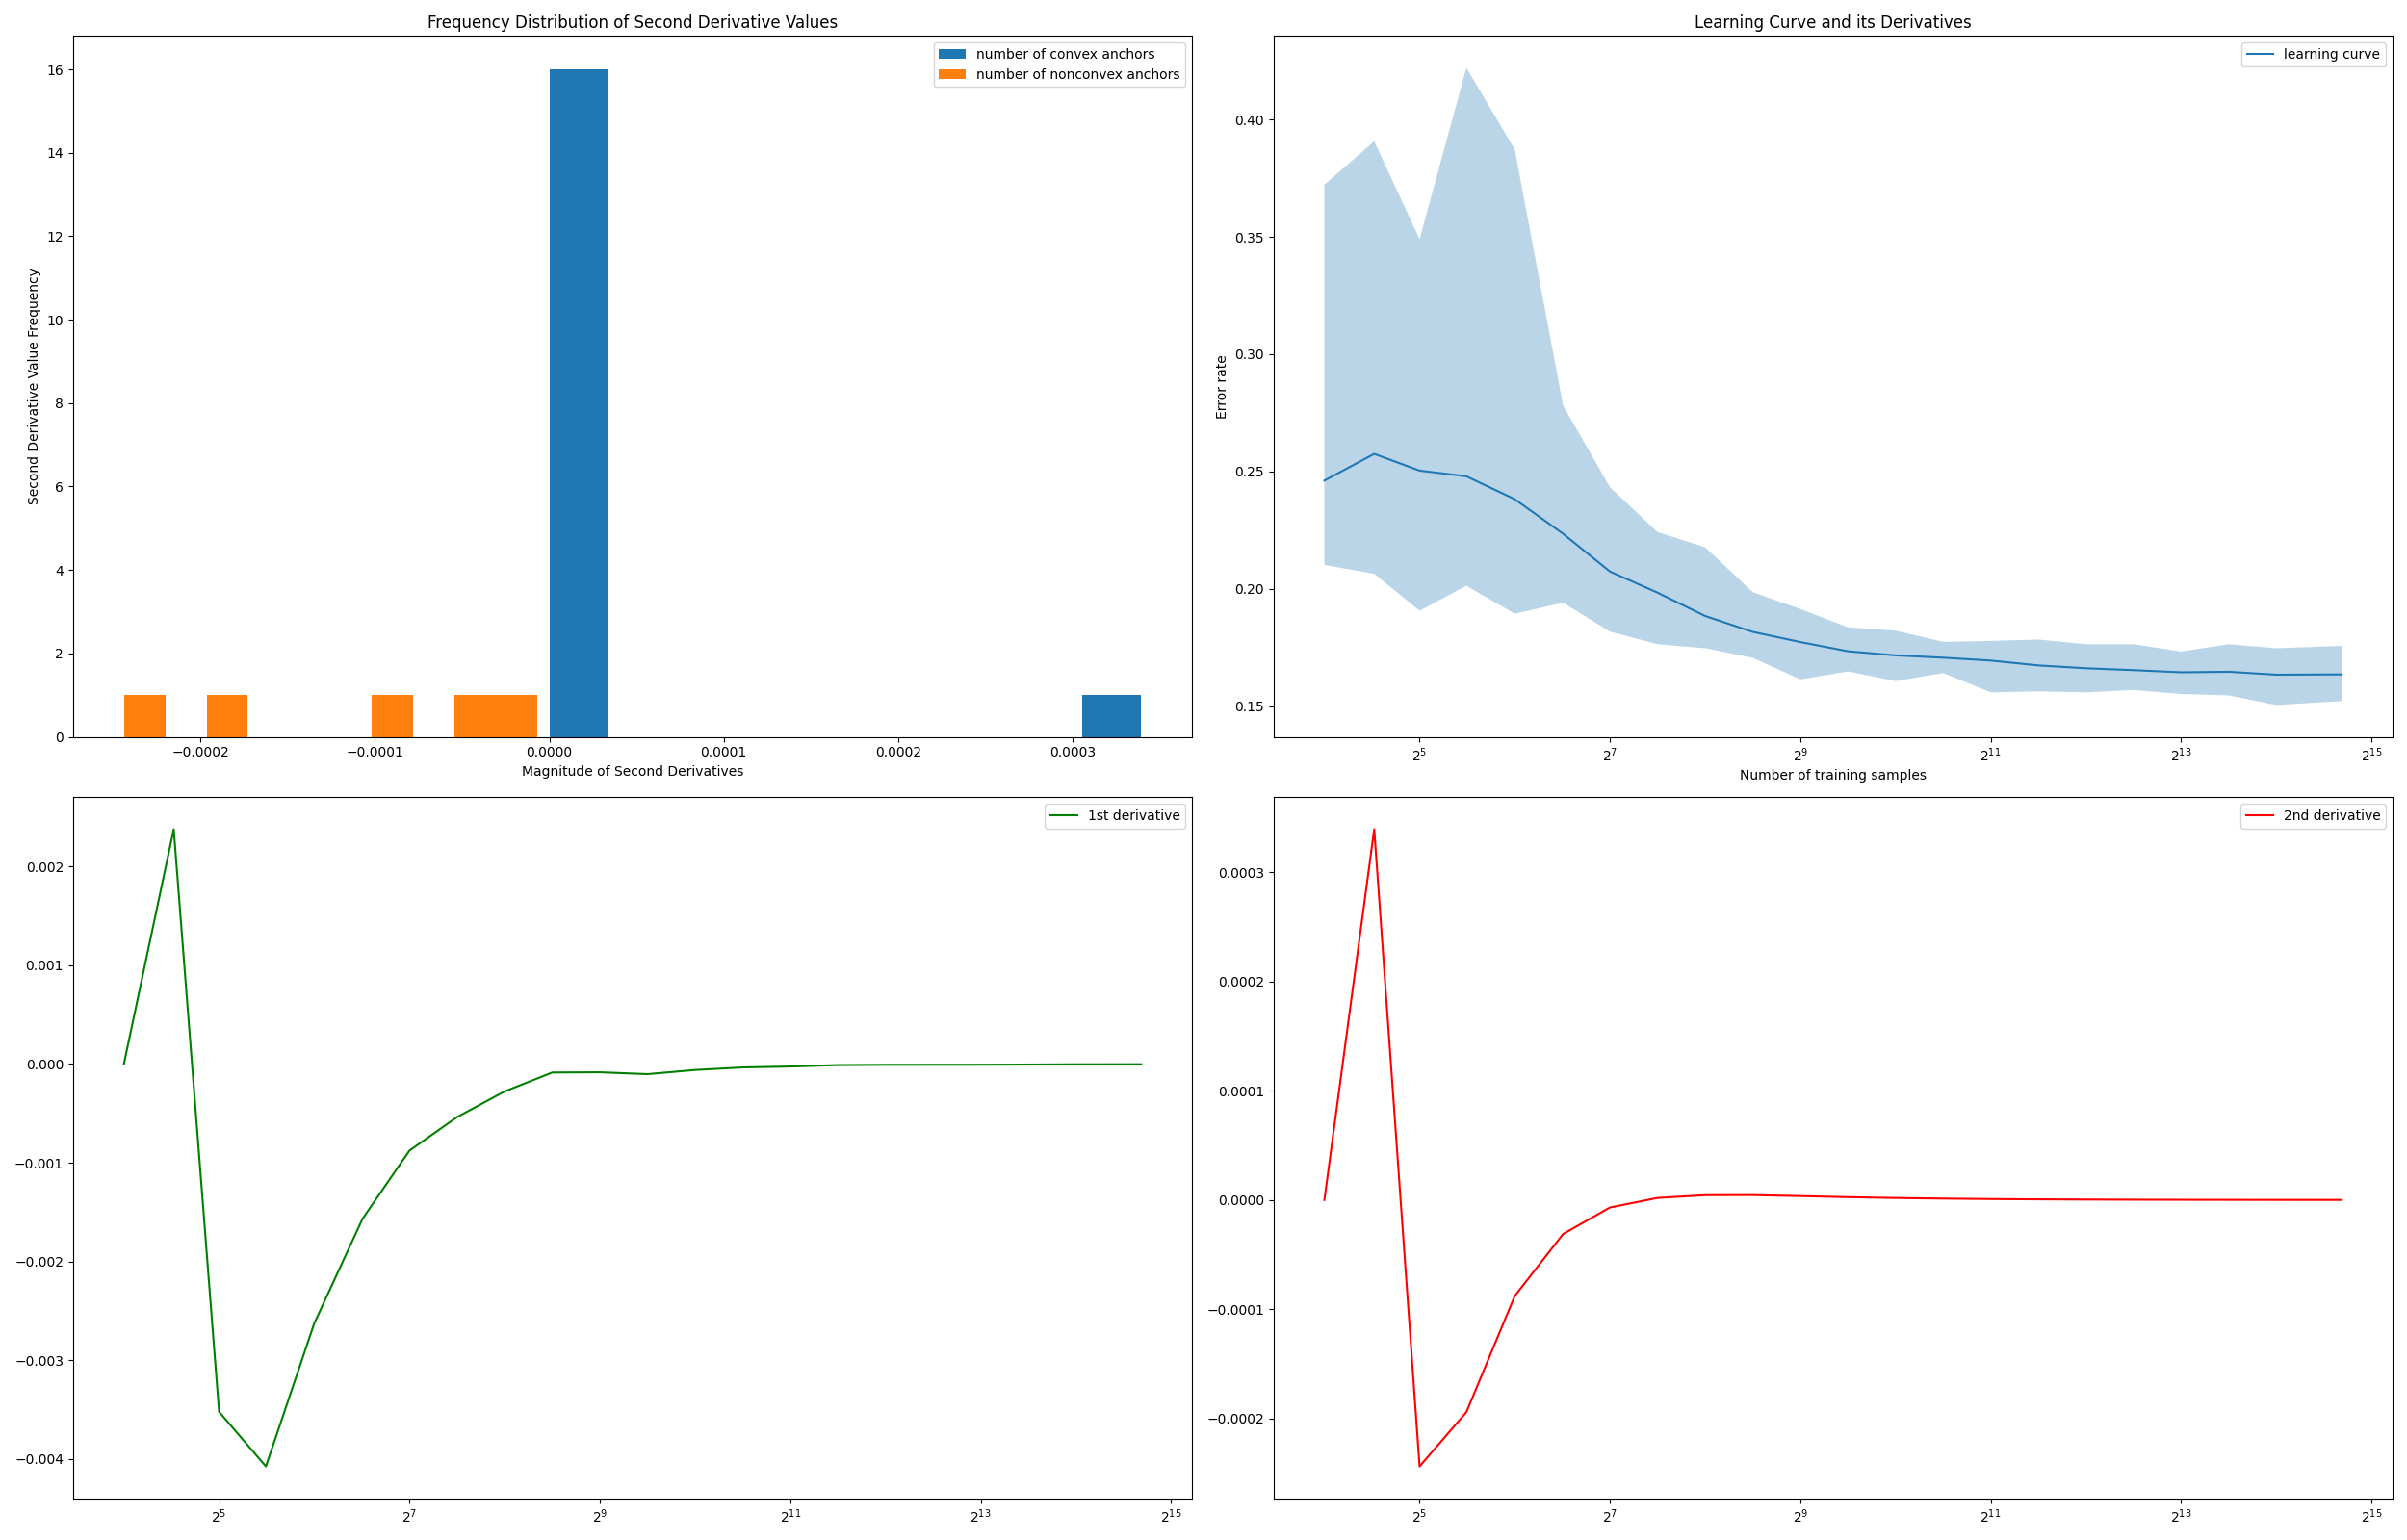 Frequency Distribution of Second Derivative Values
number of convex anchors
number of nonconvex anchors
Second Derivative Value Frequency
16
14
12
10
8
6
4
2
0
−0.0002 −0.0001 0.0000 0.0001 0.0002 0.0003
Magnitude of Second Derivatives
Learning Curve and its Derivatives
learning curve
Error rate
0.40
0.35
0.30
0.25
0.20
0.15
2^5 2^7 2^9 2^11 2^13 2^15
Number of training samples
1st derivative
0.002
0.001
0.000
−0.001
−0.002
−0.003
−0.004
2^5 2^7 2^9 2^11 2^13 2^15
2nd derivative
0.0003
0.0002
0.0001
0.0000
−0.0001
−0.0002
2^5 2^7 2^9 2^11 2^13 2^15